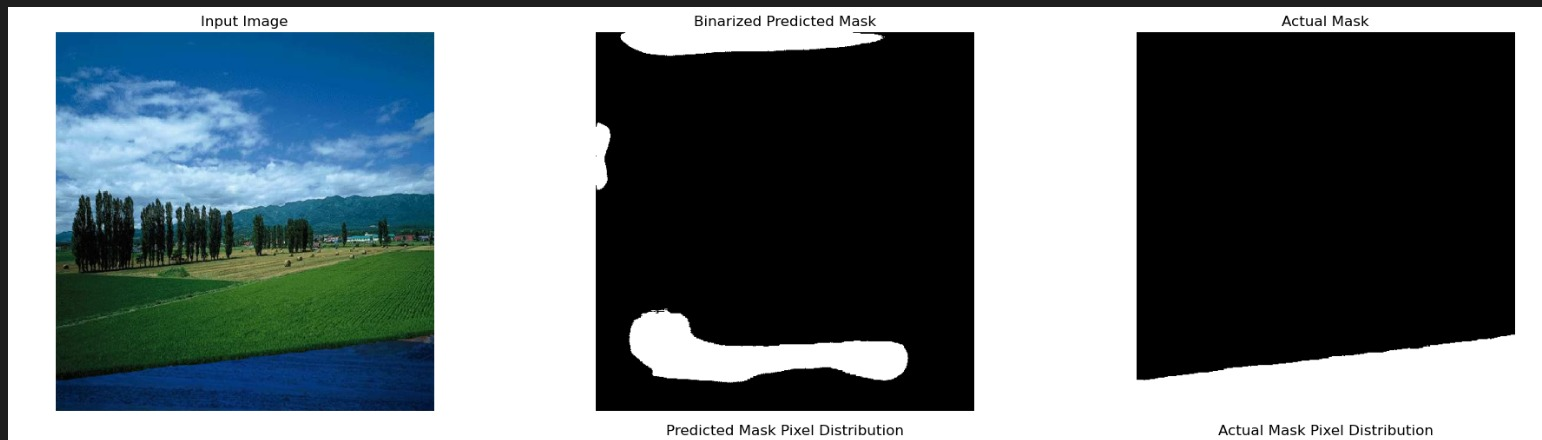 Input Image
Binarized Predicted Mask
Actual Mask
Predicted Mask Pixel Distribution
Actual Mask Pixel Distribution